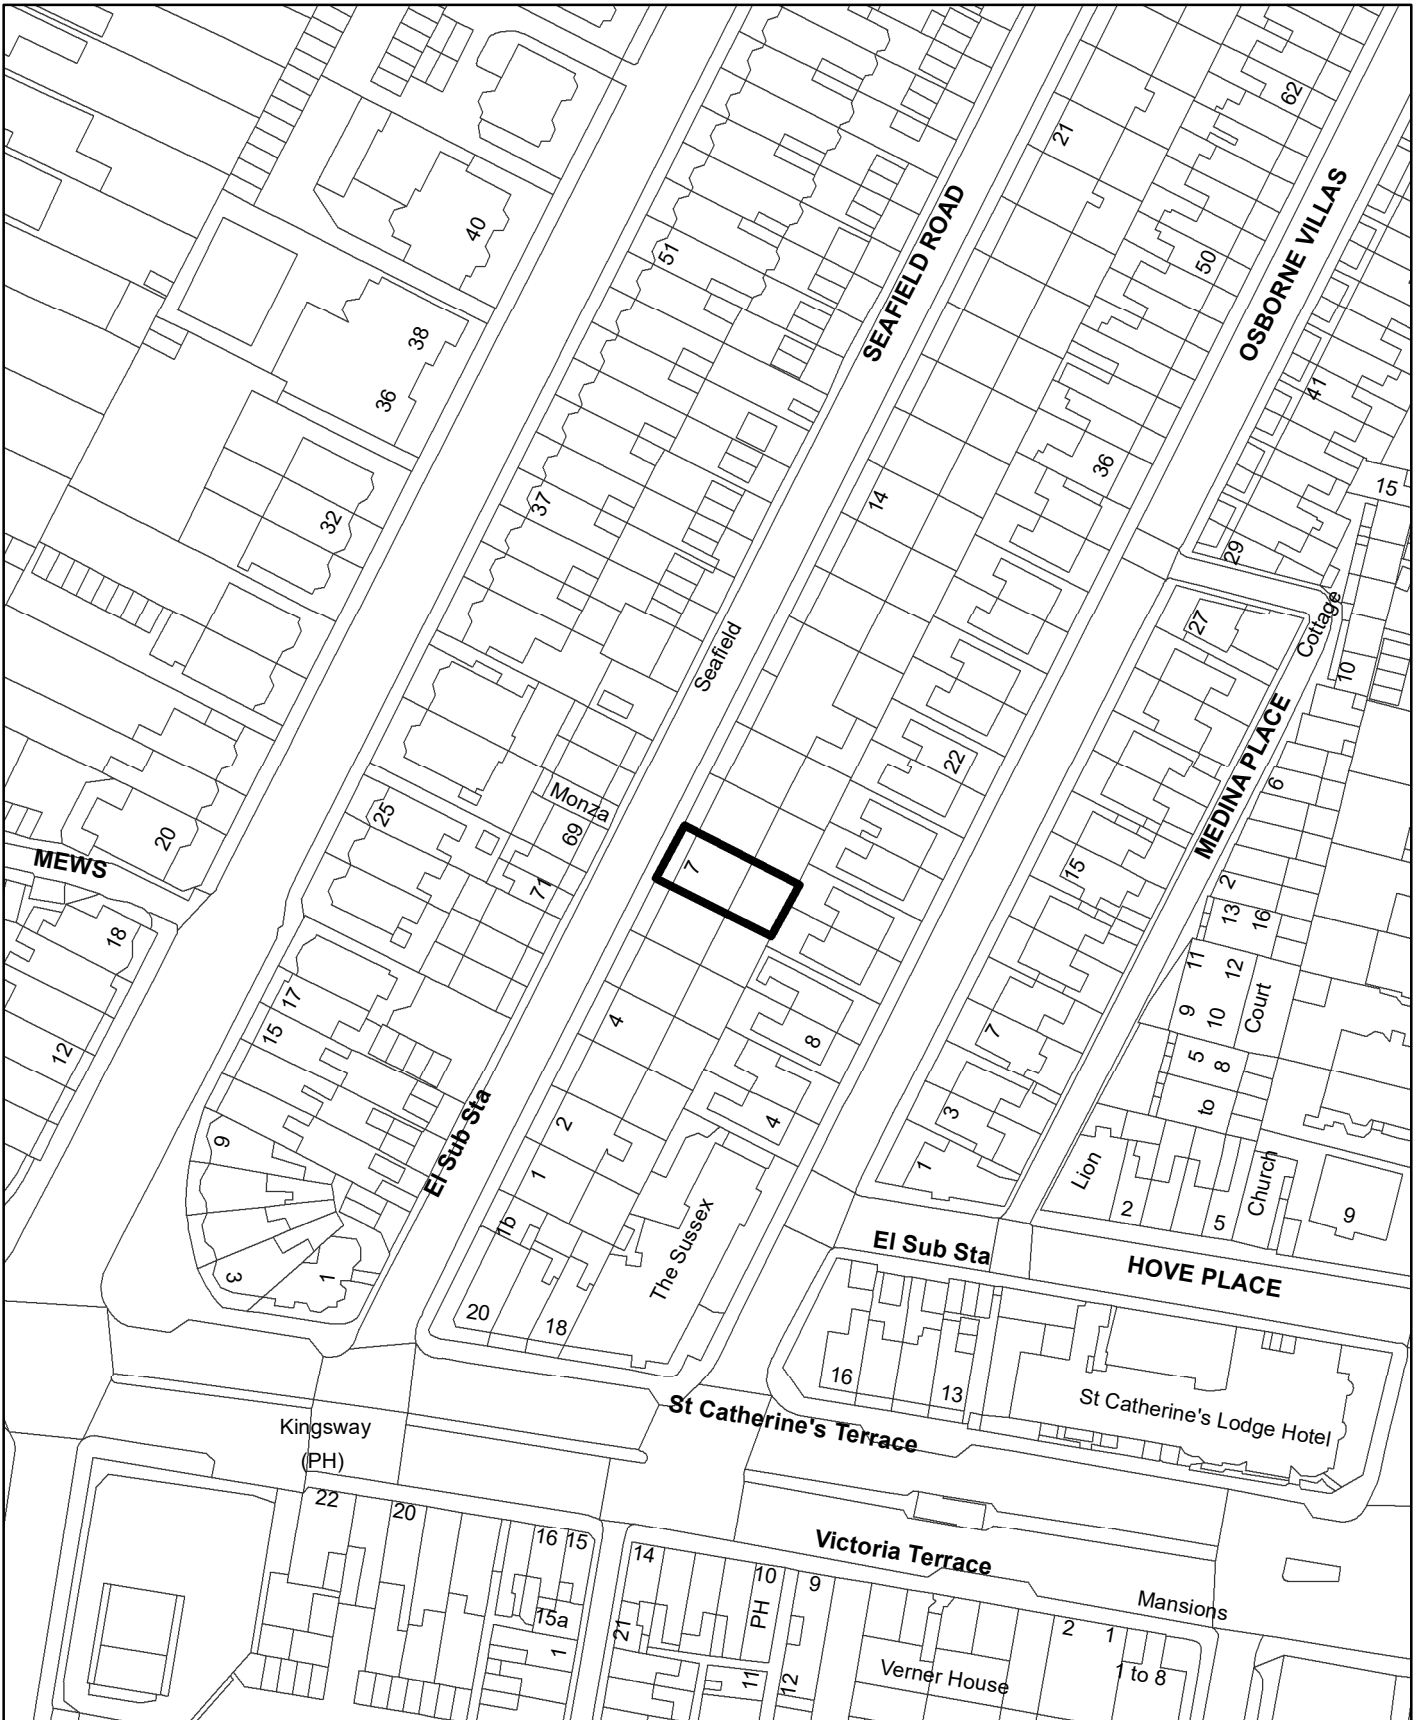 62
21
OSBORNE VILLAS
SEAFIELD ROAD
40
51
50
38
36
41
36
15
14
37
32
29
Seafield
27
Cottage
10
MEDINA PLACE
22
6
Monza
25
69
20
MEWS
7
71
15
2
13
16
18
11
12
9
10
Court
17
15
12
4
7
8
5
8
to
El Sub Sta
2
4
3
9
1
1
Lion
Church
2
5
9
1b
The Sussex
El Sub Sta
HOVE PLACE
3
1
20
18
16
13
St Catherine's Lodge Hotel
St Catherine's Terrace
Kingsway
(PH)
22
20
16
15
14
Victoria Terrace
10
9
Mansions
PH
15a
21
1
2
1
11
12
Verner House
1 to 8